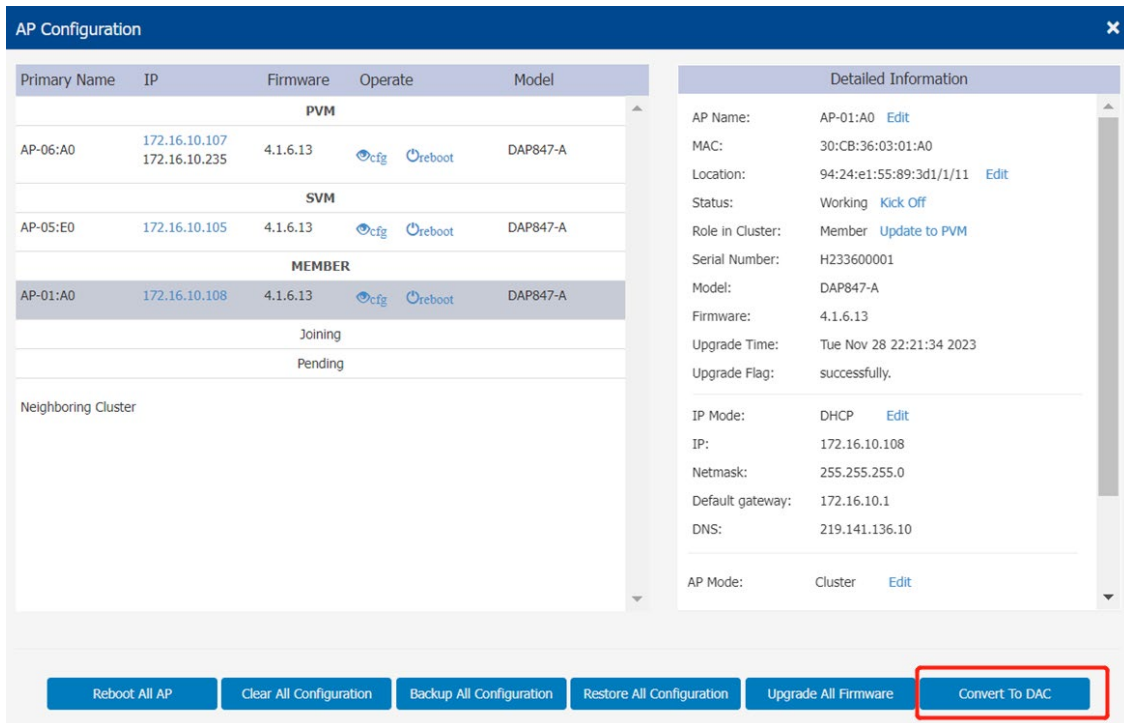 AP Configuration
Primary Name IP Firmware Operate Model
PVM
AP-06:A0 172.16.10.107 4.1.6.13 cfg reboot DAP847-A
172.16.10.235
SVM
AP-05:E0 172.16.10.105 4.1.6.13 cfg reboot DAP847-A
MEMBER
AP-01:A0 172.16.10.108 4.1.6.13 cfg reboot DAP847-A
Joining
Pending
Neighboring Cluster
Detailed Information
AP Name: AP-01:A0 Edit
MAC: 30:CB:36:03:01:A0
Location: 94:24:e1:55:89:3d1/1/11 Edit
Status: Working Kick Off
Role in Cluster: Member Update to PVM
Serial Number: H233600001
Model: DAP847-A
Firmware: 4.1.6.13
Upgrade Time: Tue Nov 28 22:21:34 2023
Upgrade Flag: successfully.
IP Mode: DHCP Edit
IP: 172.16.10.108
Netmask: 255.255.255.0
Default gateway: 172.16.10.1
DNS: 219.141.136.10
AP Mode: Cluster Edit
Reboot All AP Clear All Configuration Backup All Configuration Restore All Configuration Upgrade All Firmware Convert To DAC